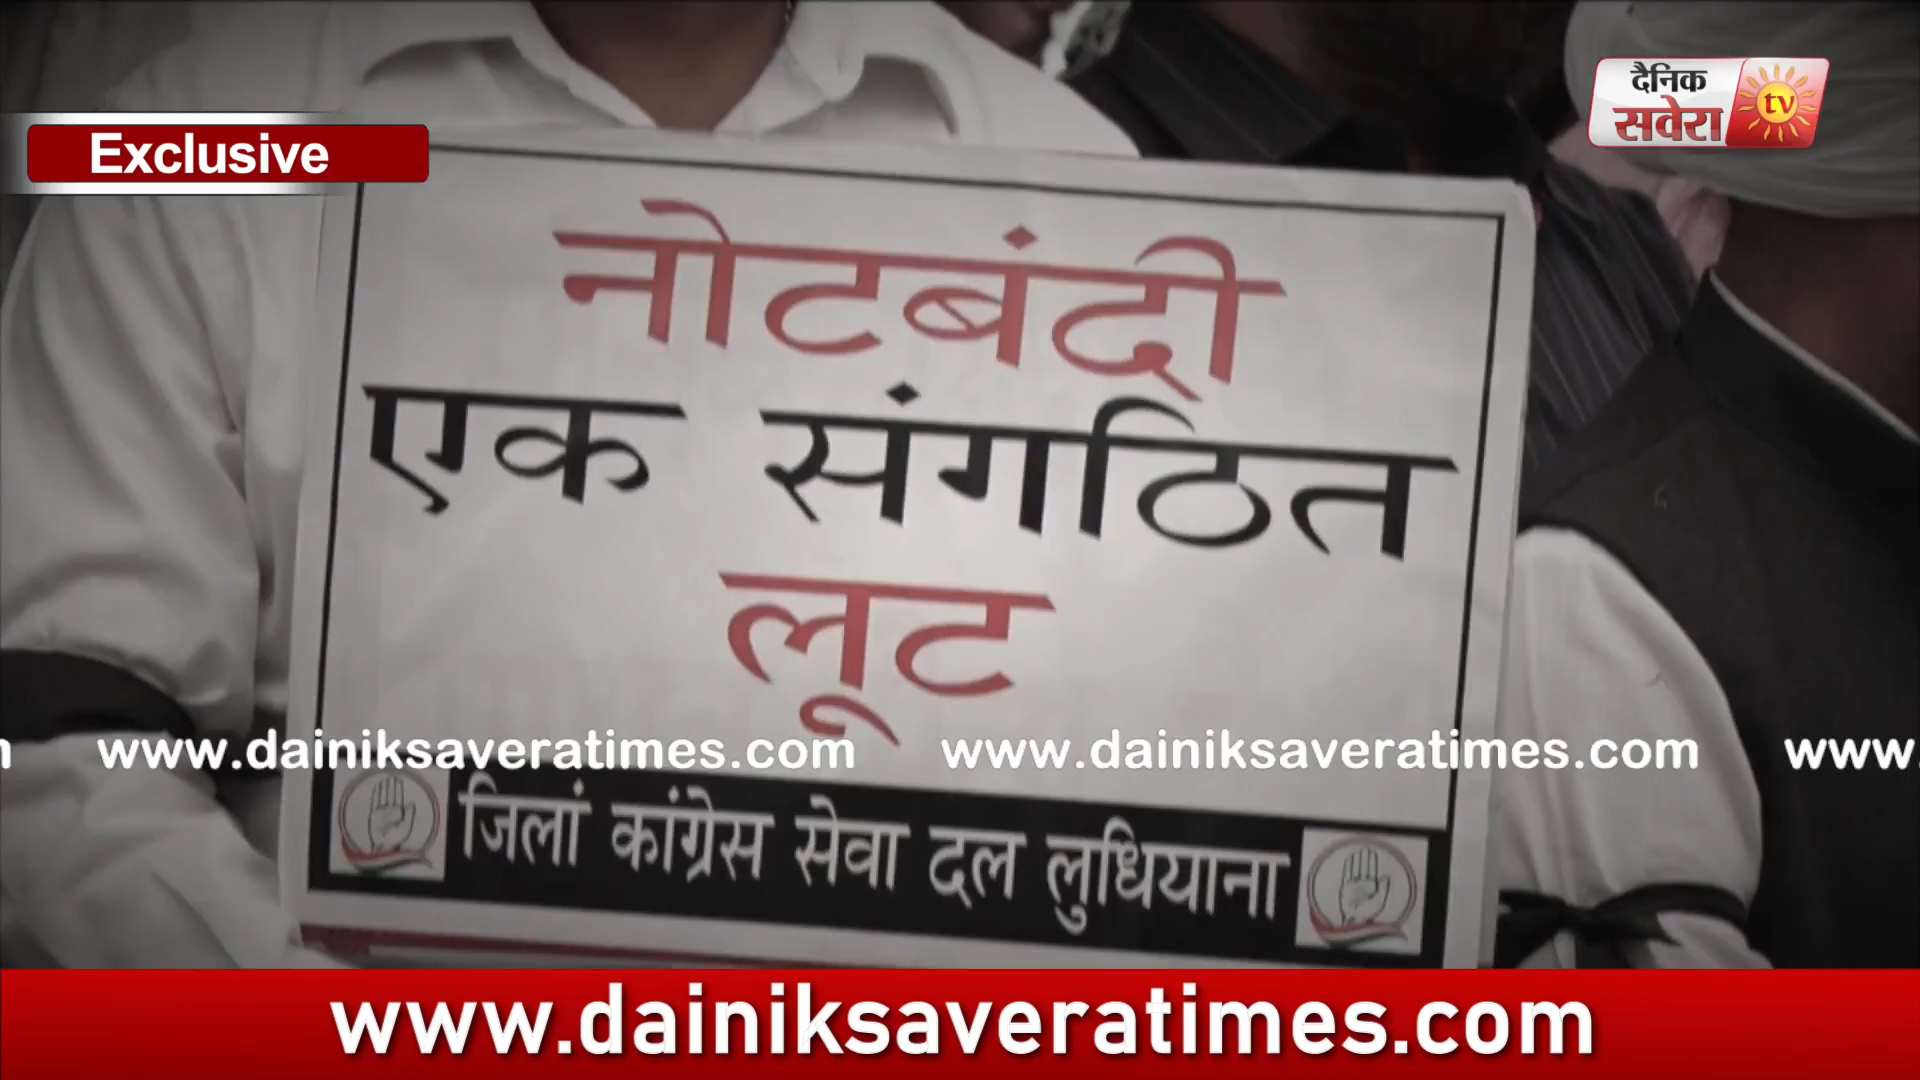 दैनिक
सवेरा tv
Exclusive
नोटबंदी
एक संगठित
लूट
www.dainiksaveratimes.com www.dainiksaveratimes.com www.
जिलां कांग्रेस सेवा दल लुधियाना
www.dainiksaveratimes.com